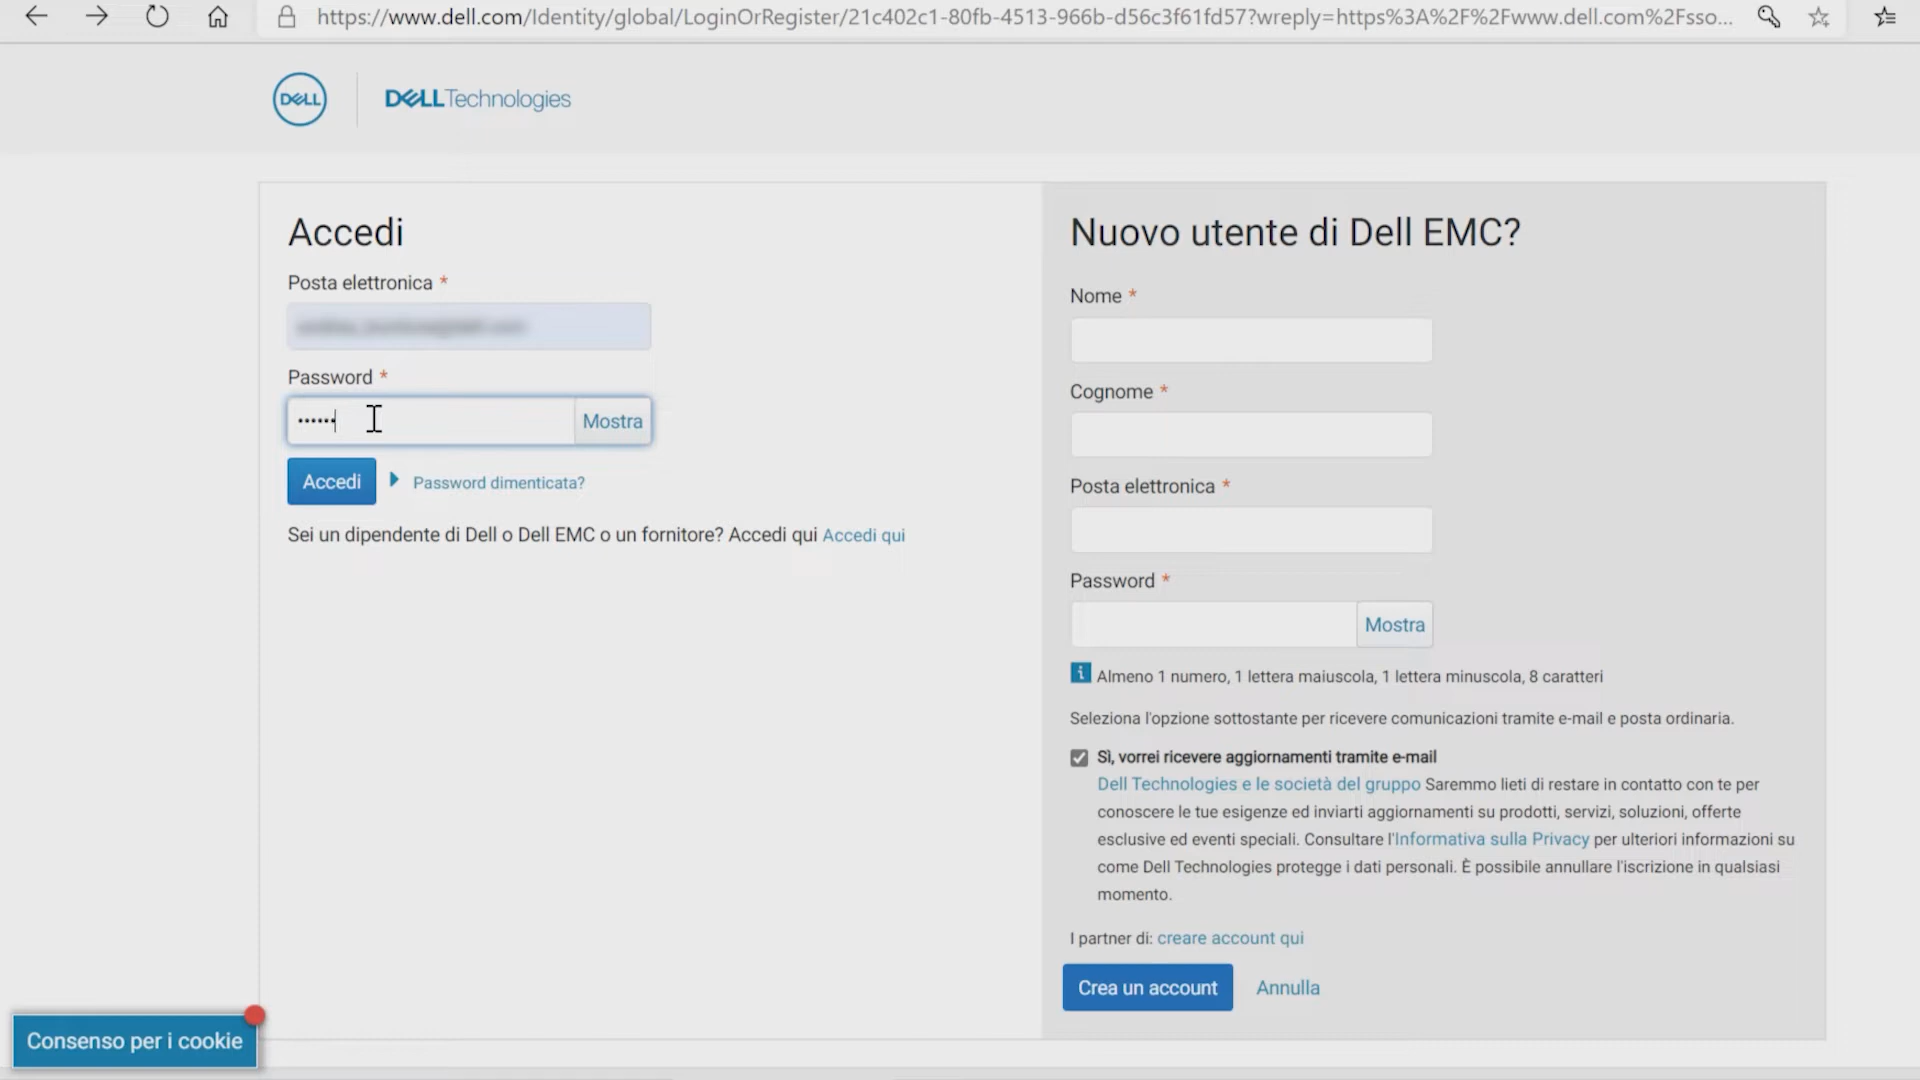 https://www.dell.com/Identity/global/LoginOrRegister/21c402c1-80fb-4513-966b-d56c3f61fd57?wreply=https%3A%2F%2Fwww.dell.com%2Fsso...
DELL
DELLTechnologies
Accedi
Posta elettronica *
Password *
Mostra
Accedi
Password dimenticata?
Sei un dipendente di Dell o Dell EMC o un fornitore? Accedi qui Accedi qui
Nuovo utente di Dell EMC?
Nome *
Cognome *
Posta elettronica *
Password *
Mostra
Almeno 1 numero, 1 lettera maiuscola, 1 lettera minuscola, 8 caratteri
Seleziona l'opzione sottostante per ricevere comunicazioni tramite e-mail e posta ordinaria.
Sì, vorrei ricevere aggiornamenti tramite e-mail
Dell Technologies e le società del gruppo Saremmo lieti di restare in contatto con te per
conoscere le tue esigenze ed inviarti aggiornamenti su prodotti, servizi, soluzioni, offerte
esclusive ed eventi speciali. Consultare l'Informativa sulla Privacy per ulteriori informazioni su
come Dell Technologies protegge i dati personali. È possibile annullare l'iscrizione in qualsiasi
momento.
I partner di: creare account qui
Crea un account
Annulla
Consenso per i cookie